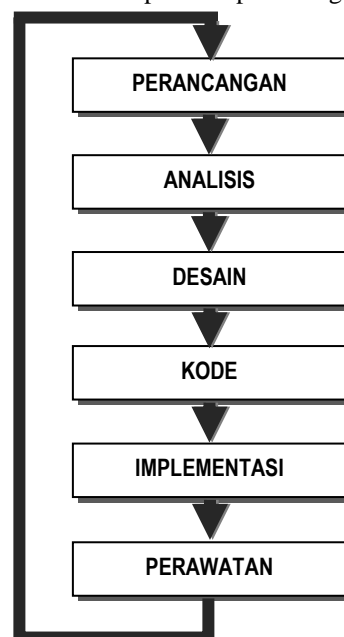 PERANCANGAN
ANALISIS
DESAIN
KODE
IMPLEMENTASI
PERAWATAN